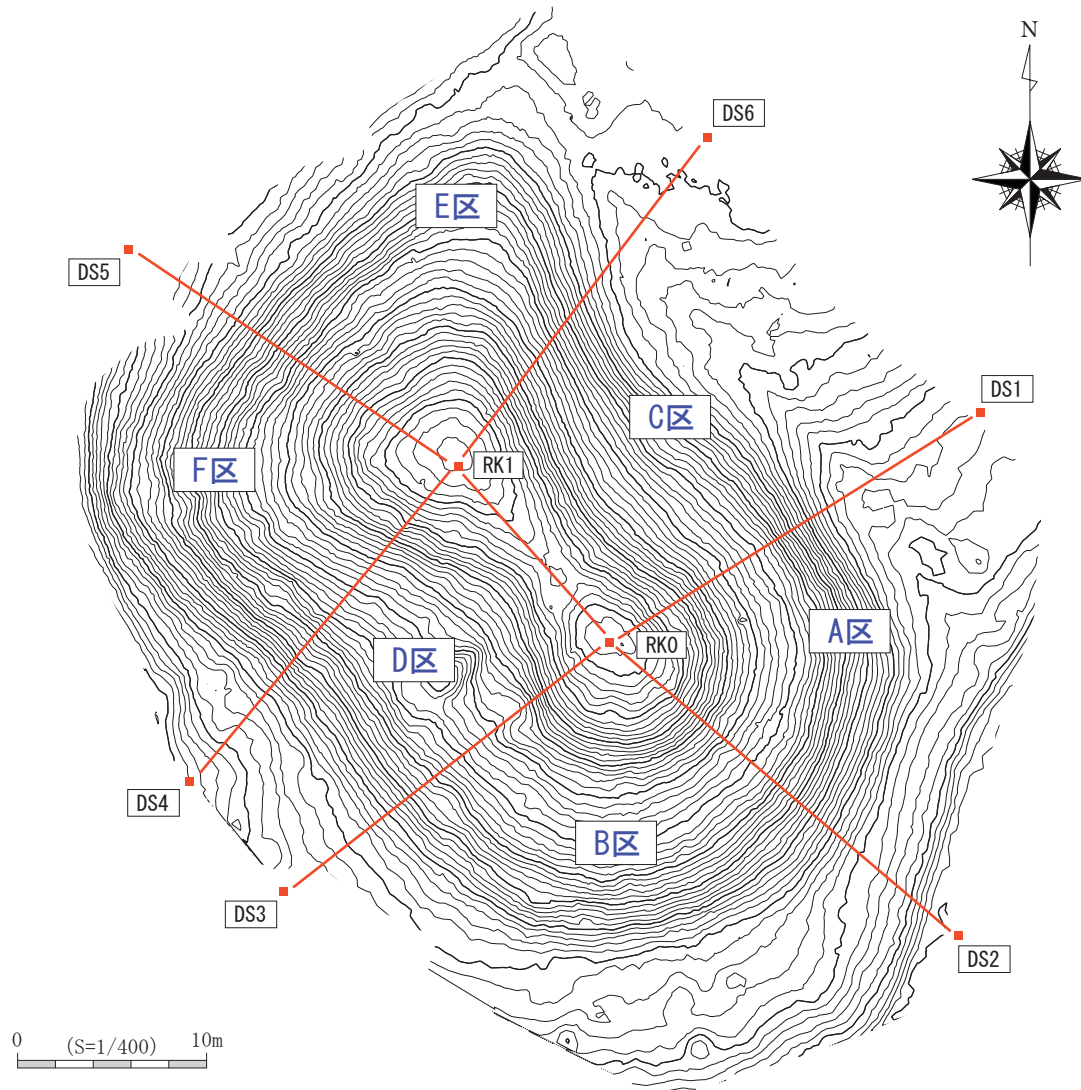 N
DS6
E区
DS5
DS1
C区
RK1
F区
A区
RK0
D区
DS4
B区
DS3
DS2
0 (S=1/400) 10m